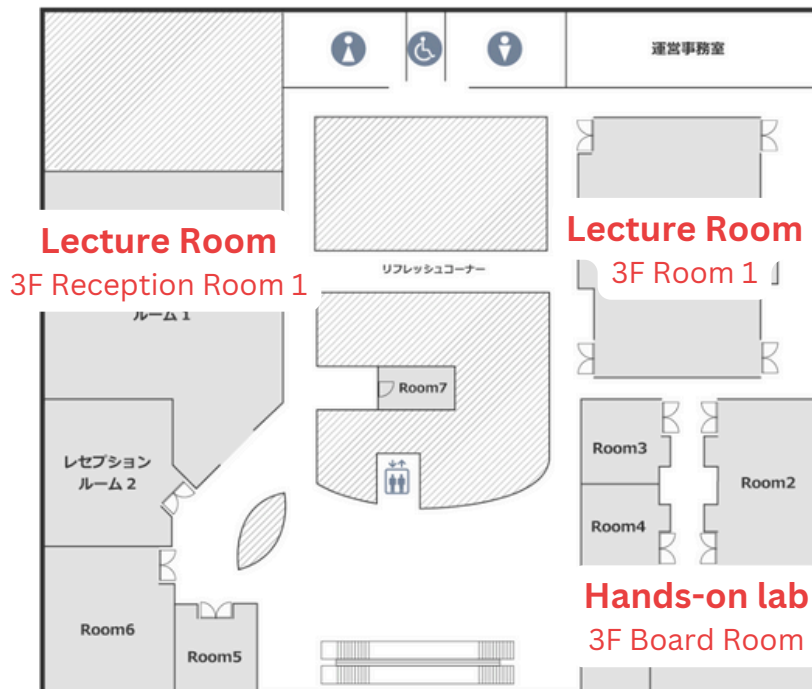 運営事務室
Lecture Room
3F Reception Room 1
ルーム 1
Lecture Room
3F Room 1
リフレッシュコーナー
Room7
レセプション
ルーム 2
Room3
Room2
Room4
Hands-on lab
3F Board Room
Room6
Room5